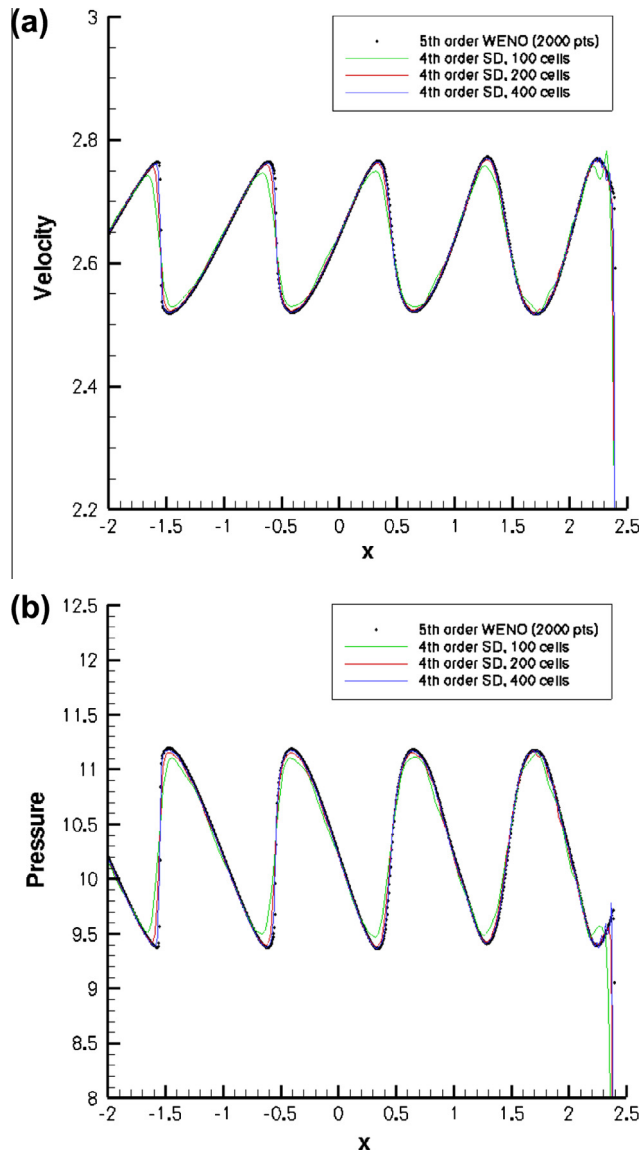 (a)
3
2.8
2.6
2.4
2.2
Velocity
5th order WENO (2000 pts)
4th order SD, 100 cells
4th order SD, 200 cells
4th order SD, 400 cells
-2 -1.5 -1 -0.5 0 0.5 1 1.5 2 2.5
x
(b)
12.5
12
11.5
11
10.5
10
9.5
9
8.5
8
Pressure
5th order WENO (2000 pts)
4th order SD, 100 cells
4th order SD, 200 cells
4th order SD, 400 cells
-2 -1.5 -1 -0.5 0 0.5 1 1.5 2 2.5
x